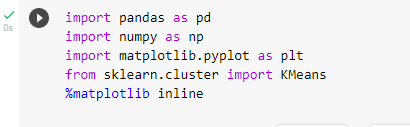 import pandas as pd
import numpy as np
import matplotlib.pyplot as plt
from sklearn.cluster import KMeans
%matplotlib inline
0s